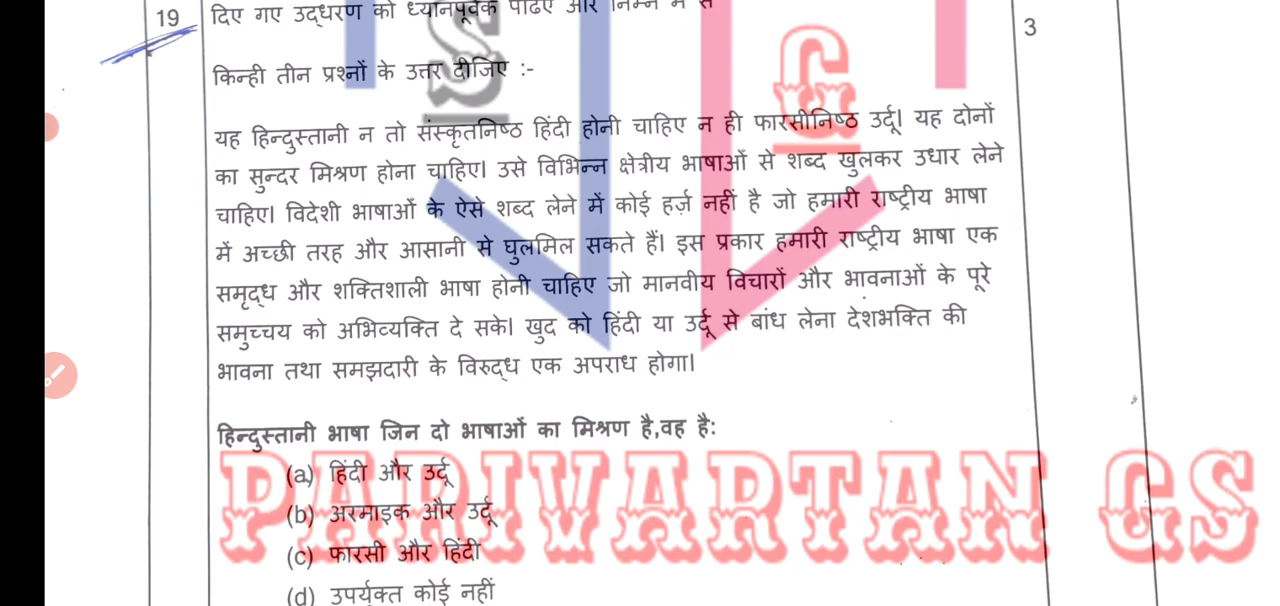 19
दिए गए उद्धरण को ध्यानपूर्वक पढिए और निम्न में से
3
किन्ही तीन प्रश्नों के उत्तर दीजिए :-
यह हिन्दुस्तानी न तो संस्कृतनिष्ठ हिंदी होनी चाहिए न ही फारसीनिष्ठ उर्दू। यह दोनों
का सुन्दर मिश्रण होना चाहिए। उसे विभिन्न क्षेत्रीय भाषाओं से शब्द खुलकर उधार लेने
चाहिए। विदेशी भाषाओं के ऐसे शब्द लेने में कोई हर्ज़ नहीं है जो हमारी राष्ट्रीय भाषा
में अच्छी तरह और आसानी से घुलमिल सकते हैं। इस प्रकार हमारी राष्ट्रीय भाषा एक
समृद्ध और शक्तिशाली भाषा होनी चाहिए जो मानवीय विचारों और भावनाओं के पूरे
समुच्चय को अभिव्यक्ति दे सके। खुद को हिंदी या उर्दू से बांध लेना देशभक्ति की
भावना तथा समझदारी के विरुद्ध एक अपराध होगा।
हिन्दुस्तानी भाषा जिन दो भाषाओं का मिश्रण है,वह है:
(a) हिंदी और उर्दू
(b) अरमाइक और उर्दू
(c) फारसी और हिंदी
(d) उपर्युक्त कोई नहीं
S G
PARIVARTAN GS